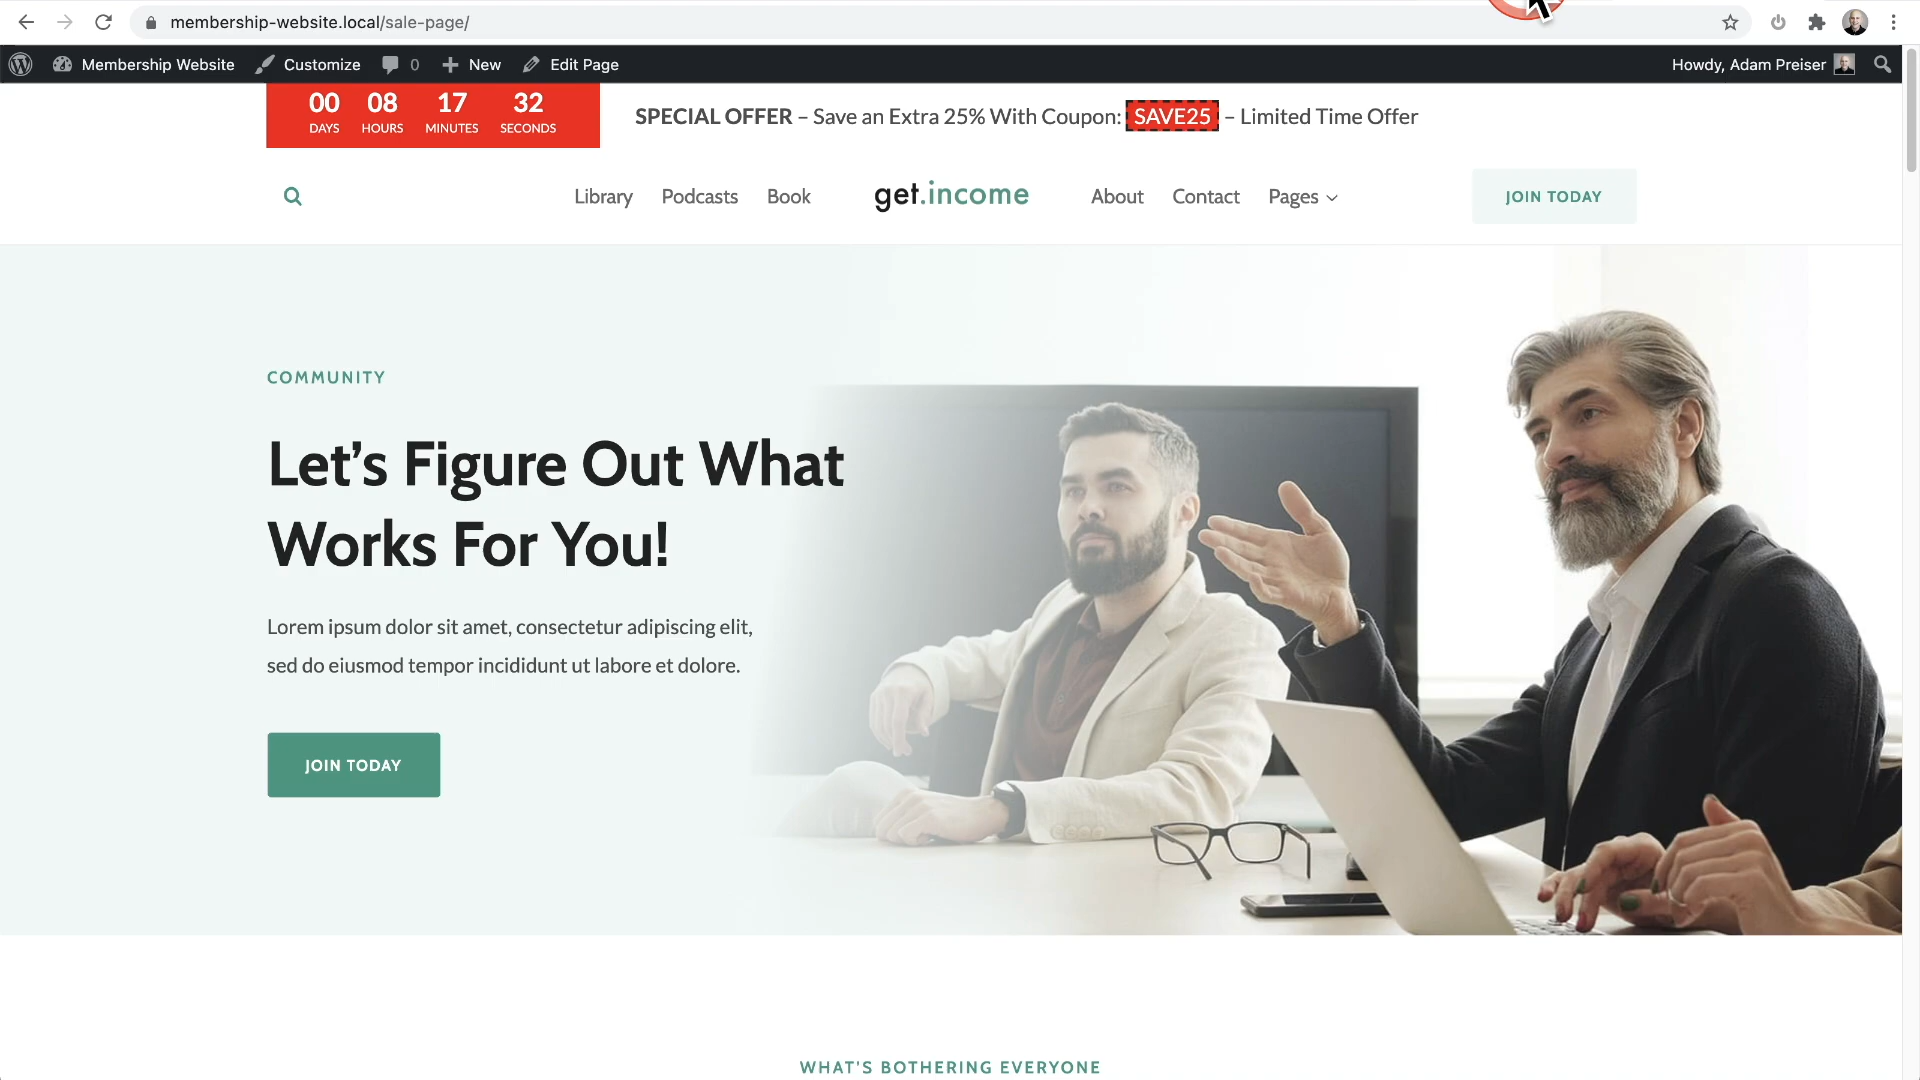 membership-website.local/sale-page/
Membership Website Customize 0 New Edit Page Howdy, Adam Preiser
00 08 17 32
DAYS HOURS MINUTES SECONDS
SPECIAL OFFER – Save an Extra 25% With Coupon: SAVE25 – Limited Time Offer
Library Podcasts Book get.income About Contact Pages JOIN TODAY
COMMUNITY
Let’s Figure Out What
Works For You!
Lorem ipsum dolor sit amet, consectetur adipiscing elit,
sed do eiusmod tempor incididunt ut labore et dolore.
JOIN TODAY
WHAT'S BOTHERING EVERYONE